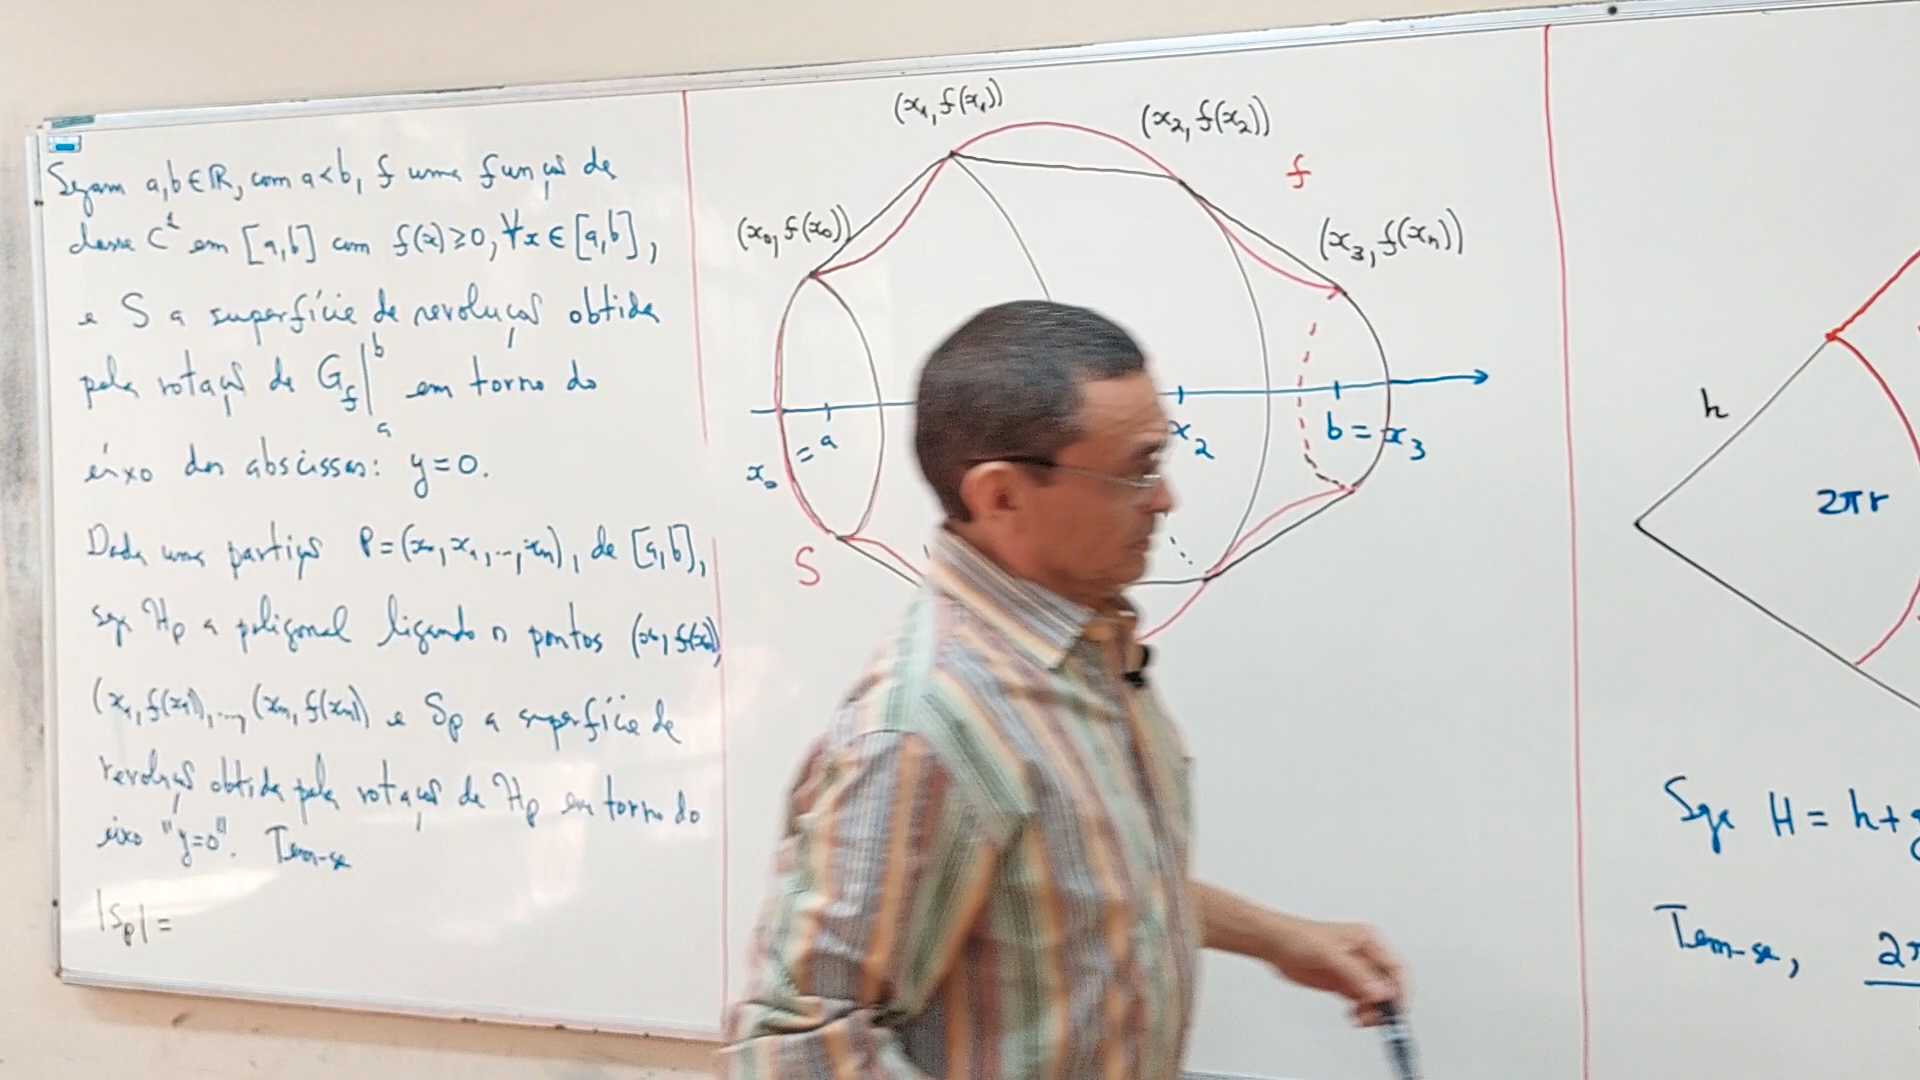 Sejam a,b ∈ ℝ, com a<b, f uma função de
classe C¹ em [a,b] com f(x)≥0, ∀x ∈ [a,b],
e S a superfície de revolução obtida
pela rotação de G_f|_a^b em torno do
eixo das abscissas: y=0.
Dada uma partição P=(x₀,x₁,...,xₙ), de [a,b],
seja H_P a poligonal ligando os pontos (x₀,f(x₀)),
(x₁,f(x₁)),...,(xₙ,f(xₙ)) e S_P a superfície de
revolução obtida pela rotação de H_P em torno do
eixo "y=0". Tem-se
|S_P| =
(x₁,f(x₁))
(x₂,f(x₂))
f
(x₀,f(x₀))
(x₃,f(xₙ))
x₀ = a
x₂
b = x₃
S
h
2πr
Seja H = h+g
Tem-se, 2π